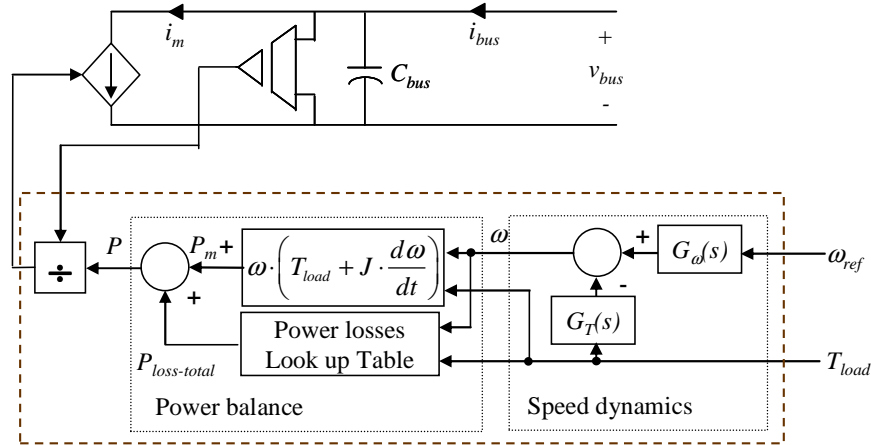 i_m
i_bus
+
C_bus
v_bus
-
P
P_m +
ω · ( T_load + J · dω/dt )
ω
+
G_ω(s)
ω_ref
÷
+
-
G_T(s)
Power losses
Look up Table
P_loss-total
T_load
Power balance
Speed dynamics